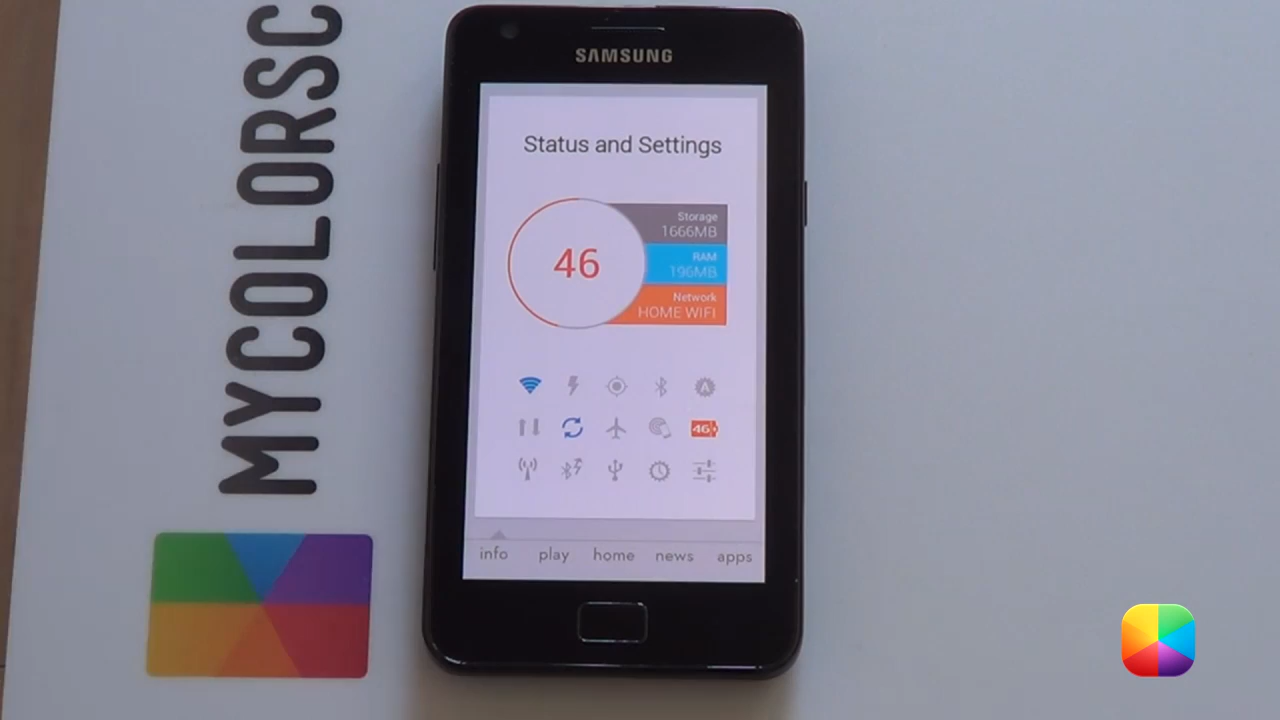 MYCOLORSC
SAMSUNG
Status and Settings
46
Storage
1666MB
RAM
196MB
Network
HOME WIFI
A
46
info play home news apps